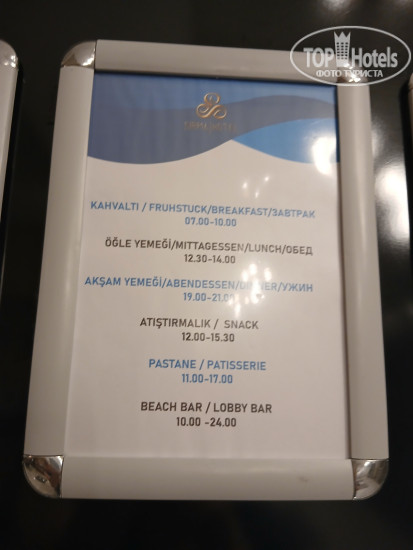 TOP Hotels
ФОТО ТУРИСТА
KAHVALTI / FRUHSTUCK/BREAKFAST/ЗАВТРАК
07.00-10.00
ÖĞLE YEMEĞİ/MITTAGESSEN/LUNCH/ОБЕД
12.30-14.00
AKŞAM YEMEĞİ/ABENDESSEN/DINNER/УЖИН
19.00-21.00
ATIŞTIRMALIK / SNACK
12.00-15.30
PASTANE / PATISSERIE
11.00-17.00
BEACH BAR / LOBBY BAR
10.00 -24.00